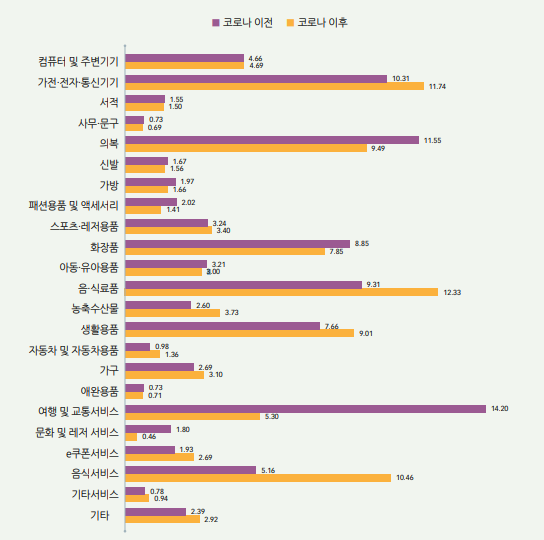 코로나 이전 코로나 이후
컴퓨터 및 주변기기 4.66
4.69
가전·전자·통신기기 10.31
11.74
서적 1.55
1.50
사무·문구 0.73
0.69
의복 11.55
9.49
신발 1.67
1.56
가방 1.97
1.66
패션용품 및 액세서리 2.02
1.41
스포츠·레저용품 3.24
3.40
화장품 8.85
7.85
아동·유아용품 3.21
3.00
음·식료품 9.31
12.33
농축수산물 2.60
3.73
생활용품 7.66
9.01
자동차 및 자동차용품 0.98
1.36
가구 2.69
3.10
애완용품 0.73
0.71
여행 및 교통서비스 14.20
5.30
문화 및 레저 서비스 1.80
0.46
e쿠폰서비스 1.93
2.69
음식서비스 5.16
10.46
기타서비스 0.78
0.94
기타 2.39
2.92